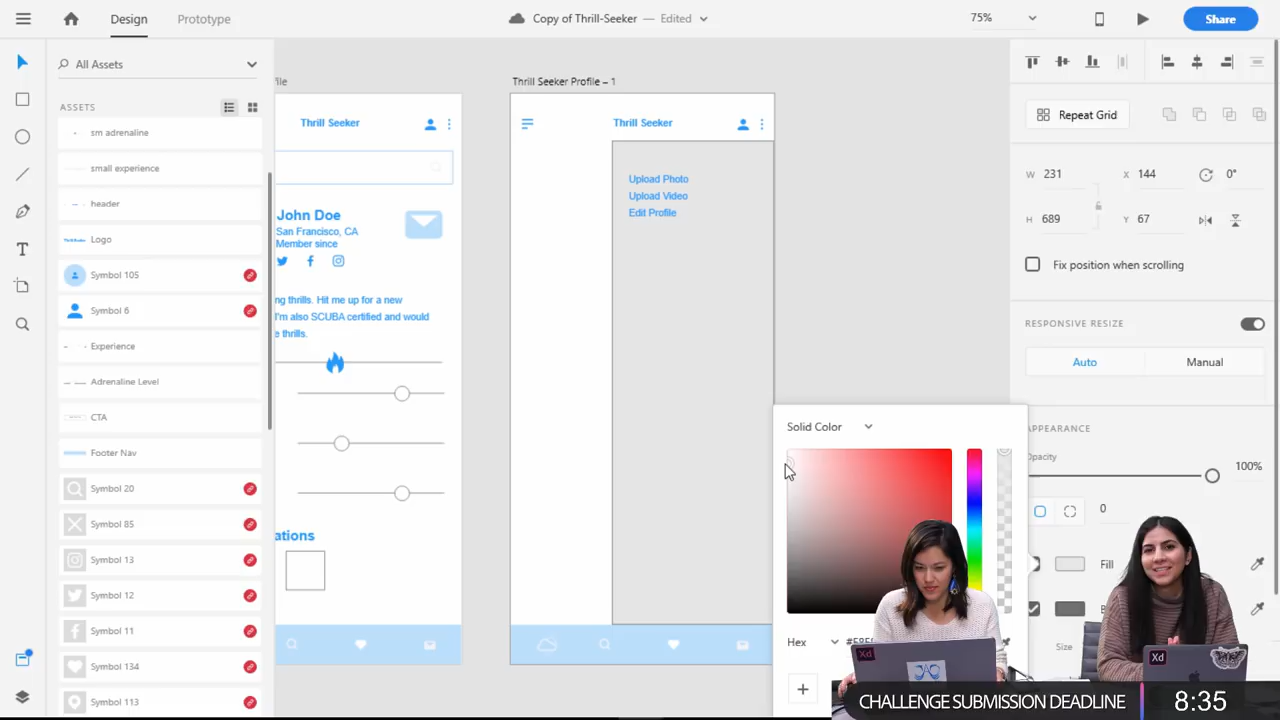 Design
Prototype
Copy of Thrill-Seeker — Edited
75%
Share
All Assets
ASSETS
sm adrenaline
small experience
header
Logo
Symbol 105
Symbol 6
Experience
Adrenaline Level
CTA
Footer Nav
Symbol 20
Symbol 85
Symbol 13
Symbol 12
Symbol 11
Symbol 134
Symbol 113
file
Thrill Seeker
John Doe
San Francisco, CA
Member since
ng thrills. Hit me up for a new
I'm also SCUBA certified and would
e thrills.
ations
Thrill Seeker Profile – 1
Thrill Seeker
Upload Photo
Upload Video
Edit Profile
Repeat Grid
W 231
X 144
0°
H 689
Y 67
Fix position when scrolling
RESPONSIVE RESIZE
Auto
Manual
APPEARANCE
Opacity
100%
0
Fill
Size
Solid Color
Hex
Xd
Xd
CHALLENGE SUBMISSION DEADLINE
8:35